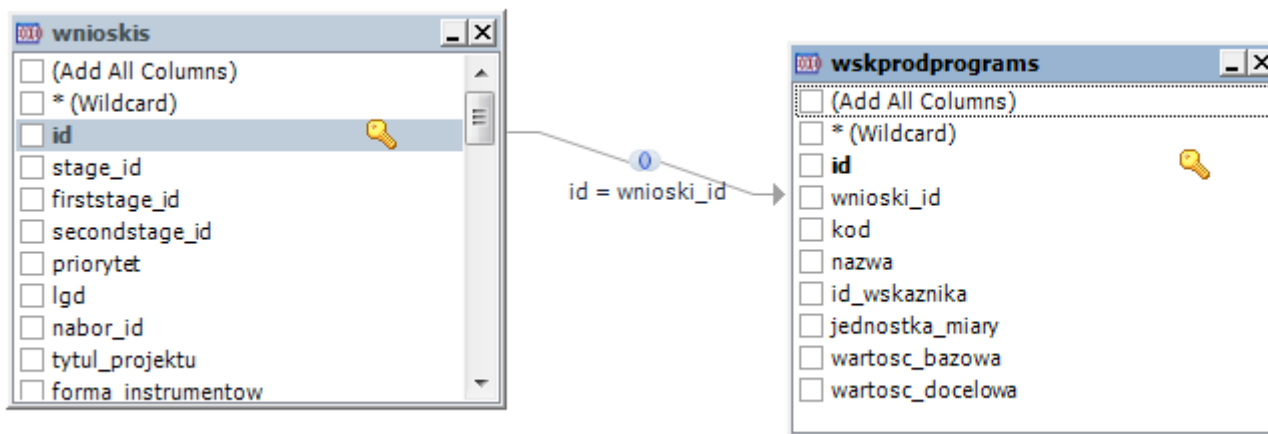 wnioskis
(Add All Columns)
* (Wildcard)
id
stage_id
firststage_id
secondstage_id
priorytet
lgd
nabor_id
tytul_projektu
forma_instrumentow
id = wnioski_id
wskprodprograms
(Add All Columns)
* (Wildcard)
id
wnioski_id
kod
nazwa
id_wskaznika
jednostka_miary
wartosc_bazowa
wartosc_docelowa